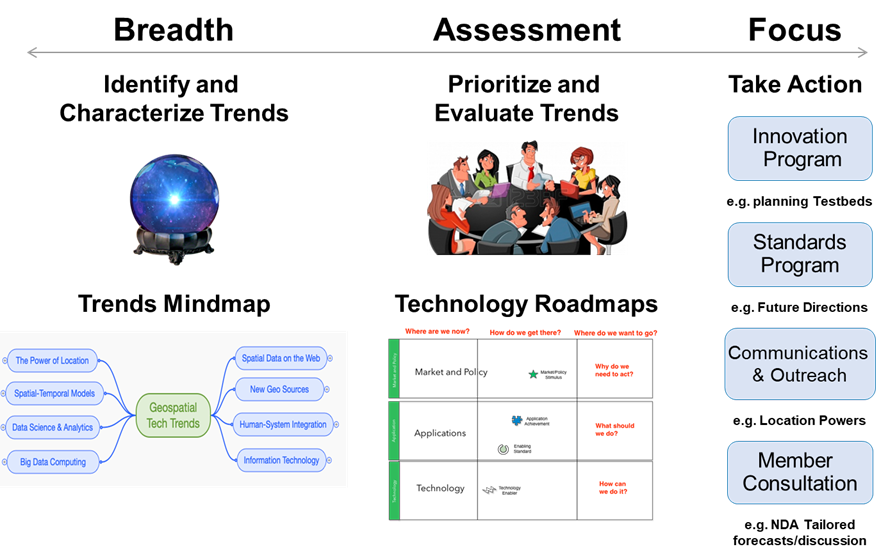 Breadth
Assessment
Focus
Identify and
Characterize Trends
Prioritize and
Evaluate Trends
Take Action
Innovation
Program
e.g. planning Testbeds
Standards
Program
e.g. Future Directions
Communications
& Outreach
e.g. Location Powers
Member
Consultation
e.g. NDA Tailored
forecasts/discussion
Trends Mindmap
The Power of Location
Spatial-Temporal Models
Data Science & Analytics
Big Data Computing
Geospatial
Tech Trends
Spatial Data on the Web
New Geo Sources
Human-System Integration
Information Technology
Technology Roadmaps
Where are we now?
How do we get there?
Where do we want to go?
Market and Policy
Market and Policy
Market/Policy
Stimulus
Why do we
need to act?
Application
Applications
Application
Achievement
Enabling
Standard
What should
we do?
Technology
Technology
Technology
Enabler
How can
we do it?